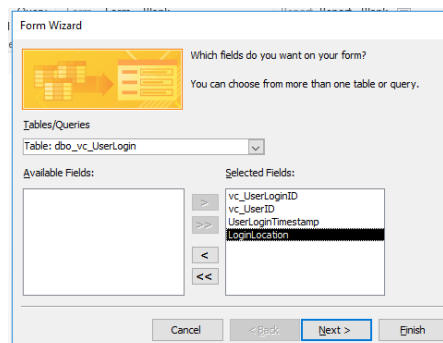 Form Wizard
Which fields do you want on your form?
You can choose from more than one table or query.
Tables/Queries
Table: dbo_vc_UserLogin
Available Fields:
Selected Fields:
>
>>
<
<<
vc_UserLoginID
vc_UserID
UserLoginTimestamp
LoginLocation
Cancel
< Back
Next >
Finish